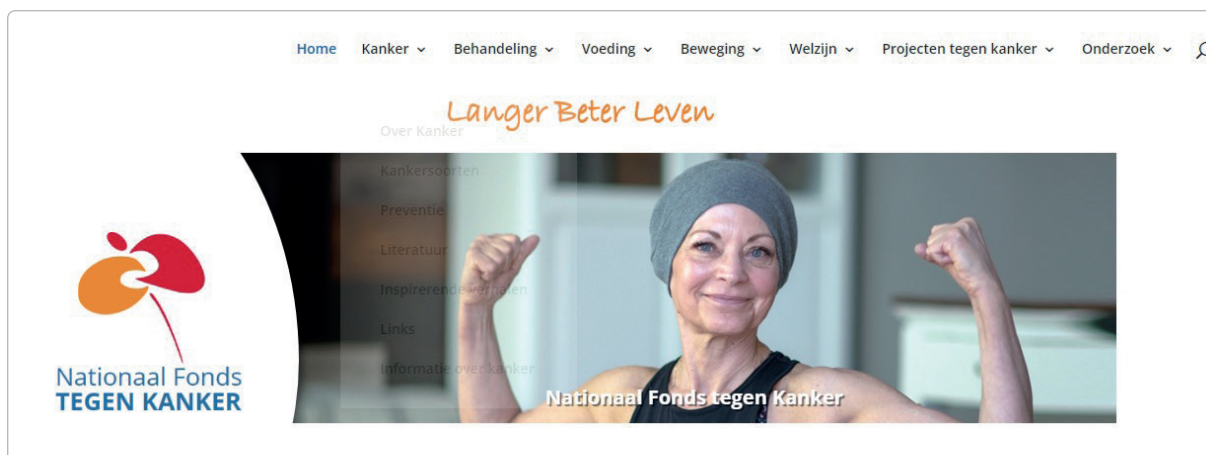 Home Kanker Behandeling Voeding Beweging Welzijn Projecten tegen kanker Onderzoek
Langer Beter Leven
Over Kanker
Kankersoorten
Preventie
Literatuur
Inspirerende verhalen
Links
Informatie over kanker
Nationaal Fonds
TEGEN KANKER
Nationaal Fonds tegen Kanker